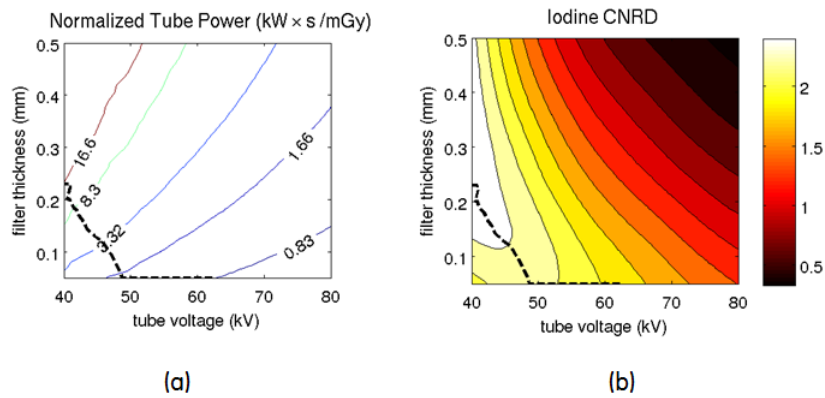 Normalized Tube Power (kW × s /mGy)
0.5
0.4
0.3
0.2
0.1
filter thickness (mm)
16.6
8.3
3.32
1.66
0.83
40 50 60 70 80
tube voltage (kV)
(a)
Iodine CNRD
0.5
0.4
0.3
0.2
0.1
filter thickness (mm)
40 50 60 70 80
tube voltage (kV)
2
1.5
1
0.5
(b)